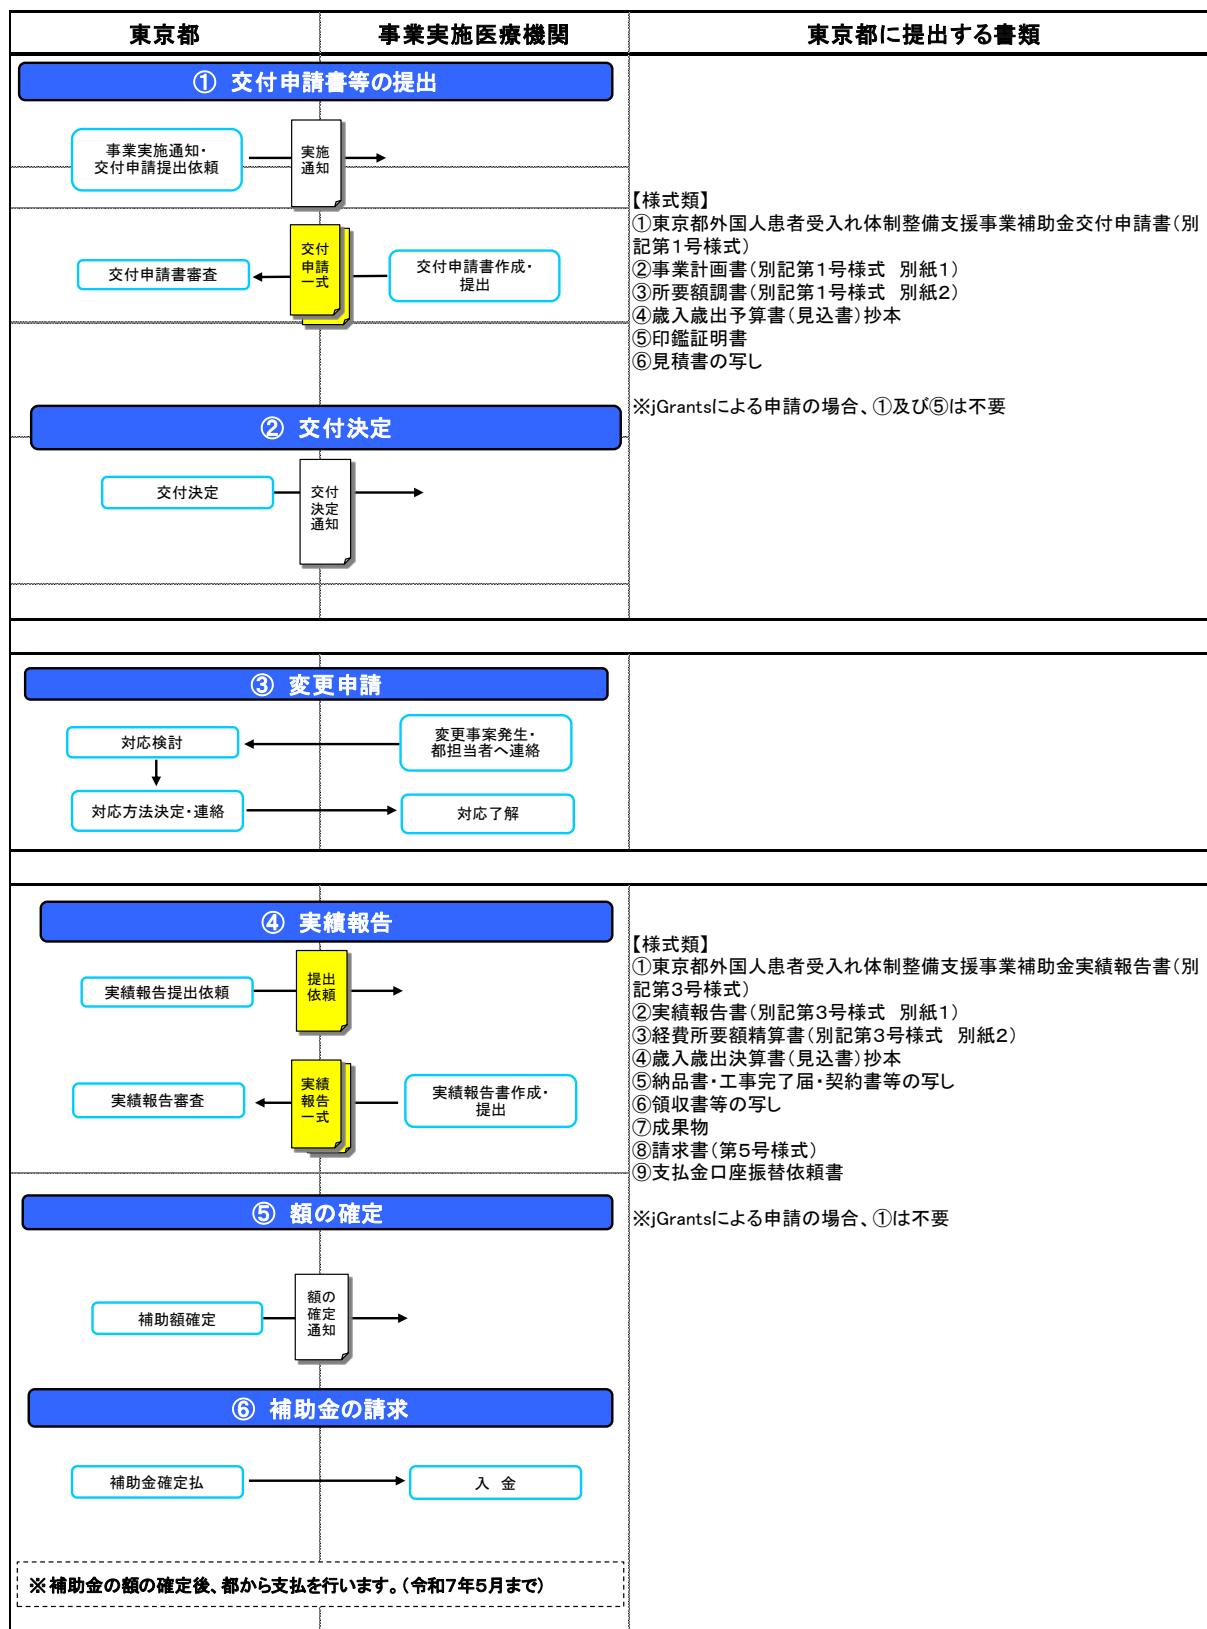 東京都
事業実施医療機関
東京都に提出する書類
① 交付申請書等の提出
事業実施通知・
交付申請提出依頼
実施
通知
交付申請書審査
交付
申請
一式
交付申請書作成・
提出
【様式類】
①東京都外国人患者受入れ体制整備支援事業補助金交付申請書(別
記第1号様式)
②事業計画書(別記第1号様式 別紙1)
③所要額調書(別記第1号様式 別紙2)
④歳入歳出予算書(見込書)抄本
⑤印鑑証明書
⑥見積書の写し
※jGrantsによる申請の場合、①及び⑤は不要
② 交付決定
交付決定
交付
決定
通知
③ 変更申請
対応検討
変更事案発生・
都担当者へ連絡
対応方法決定・連絡
対応了解
④ 実績報告
実績報告提出依頼
提出
依頼
実績報告審査
実績
報告
一式
実績報告書作成・
提出
【様式類】
①東京都外国人患者受入れ体制整備支援事業補助金実績報告書(別
記第3号様式)
②実績報告書(別記第3号様式 別紙1)
③経費所要額精算書(別記第3号様式 別紙2)
④歳入歳出決算書(見込書)抄本
⑤納品書・工事完了届・契約書等の写し
⑥領収書等の写し
⑦成果物
⑧請求書(第5号様式)
⑨支払金口座振替依頼書
※jGrantsによる申請の場合、①は不要
⑤ 額の確定
補助額確定
額の
確定
通知
⑥ 補助金の請求
補助金確定払
入 金
※補助金の額の確定後、都から支払を行います。(令和7年5月まで)